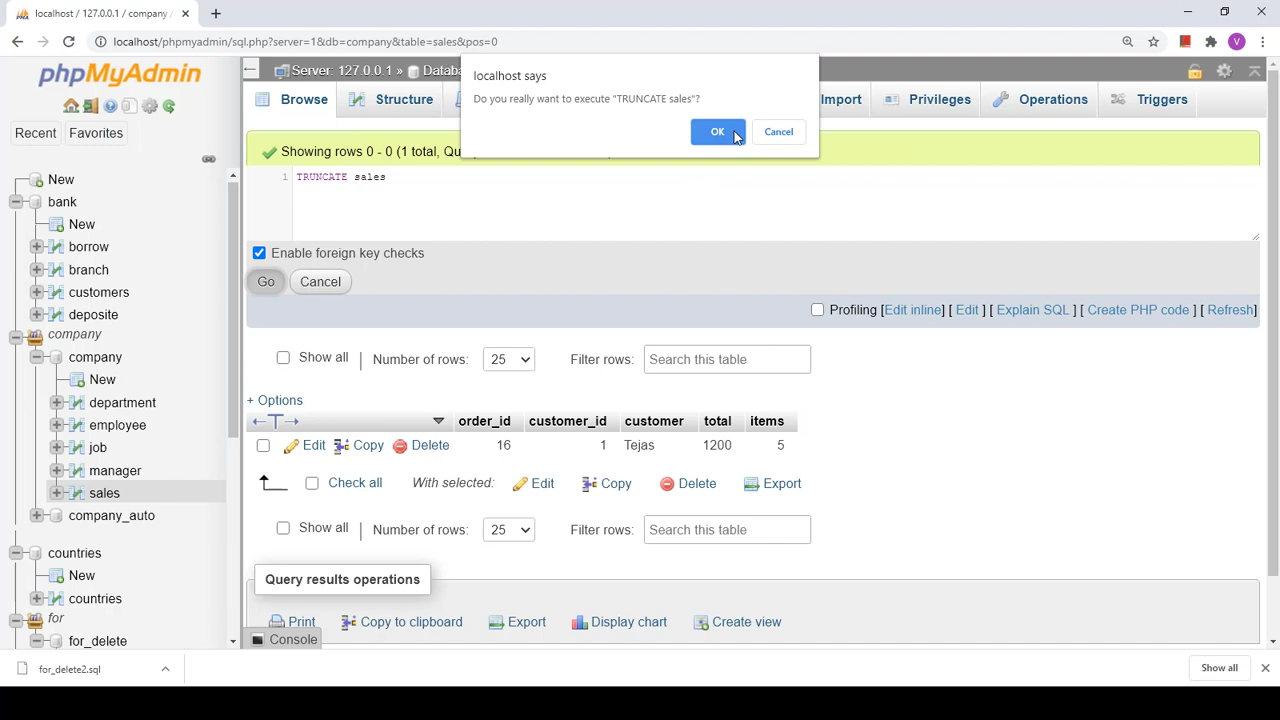 localhost / 127.0.0.1 / company /
localhost/phpmyadmin/sql.php?server=1&db=company&table=sales&pos=0
V
phpMyAdmin
Recent
Favorites
New
bank
New
borrow
branch
customers
deposite
company
company
New
department
employee
job
manager
sales
company_auto
countries
New
countries
for
for_delete
Server: 127.0.0.1 » Databa
localhost says
Do you really want to execute "TRUNCATE sales"?
OK
Cancel
Browse
Structure
Import
Privileges
Operations
Triggers
Showing rows 0 - 0 (1 total, Qu
1 TRUNCATE sales
Enable foreign key checks
Go
Cancel
Profiling [Edit inline] [ Edit ] [ Explain SQL ] [ Create PHP code ] [ Refresh]
Show all
Number of rows: 25
Filter rows: Search this table
+ Options
order_id customer_id customer total items
Edit Copy Delete 16 1 Tejas 1200 5
Check all With selected: Edit Copy Delete Export
Show all
Number of rows: 25
Filter rows: Search this table
Query results operations
Print Copy to clipboard Export Display chart Create view
Console
for_delete2.sql
Show all